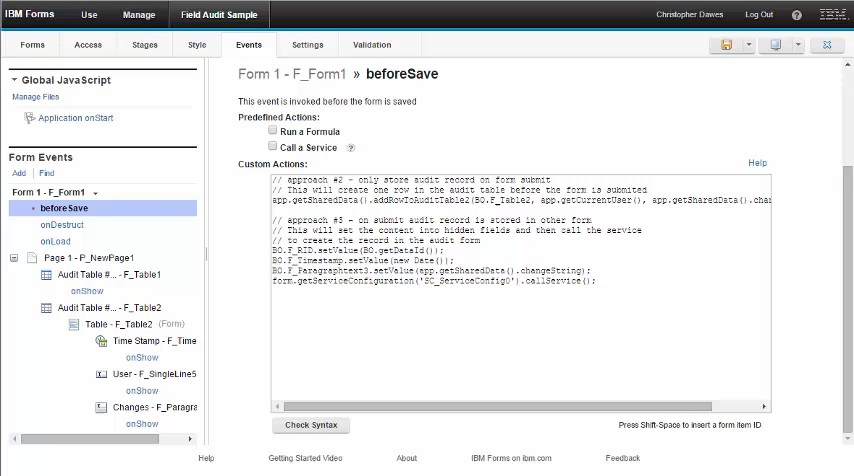 IBM Forms Use Manage Field Audit Sample Christopher Dawes Log Out ? IBM
Forms Access Stages Style Events Settings Validation
Global JavaScript
Manage Files
Application onStart
Form Events
Add Find
Form 1 - F_Form1
beforeSave
onDestruct
onLoad
Page 1 - P_NewPage1
Audit Table #... - F_Table1
onShow
Audit Table #... - F_Table2
Table - F_Table2 (Form)
Time Stamp - F_Time
onShow
User - F_SingleLine5
onShow
Changes - F_Paragra
onShow
Form 1 - F_Form1 » beforeSave
This event is invoked before the form is saved
Predefined Actions:
Run a Formula
Call a Service ?
Custom Actions: Help
// approach #2 - only store audit record on form submit
// This will create one row in the audit table before the form is submited
app.getSharedData().addRowToAuditTable2(BO.F_Table2, app.getCurrentUser(), app.getSharedData().chan
// approach #3 - on submit audit record is stored in other form
// This will set the content into hidden fields and then call the service
// to create the record in the audit form
BO.F_RID.setValue(BO.getDataId());
BO.F_Timestamp.setValue(new Date());
BO.F_Paragraphtext3.setValue(app.getSharedData().changeString);
form.getServiceConfiguration('SC_ServiceConfig0').callService();
Check Syntax Press Shift-Space to insert a form item ID
Help Getting Started Video About IBM Forms on ibm.com Feedback